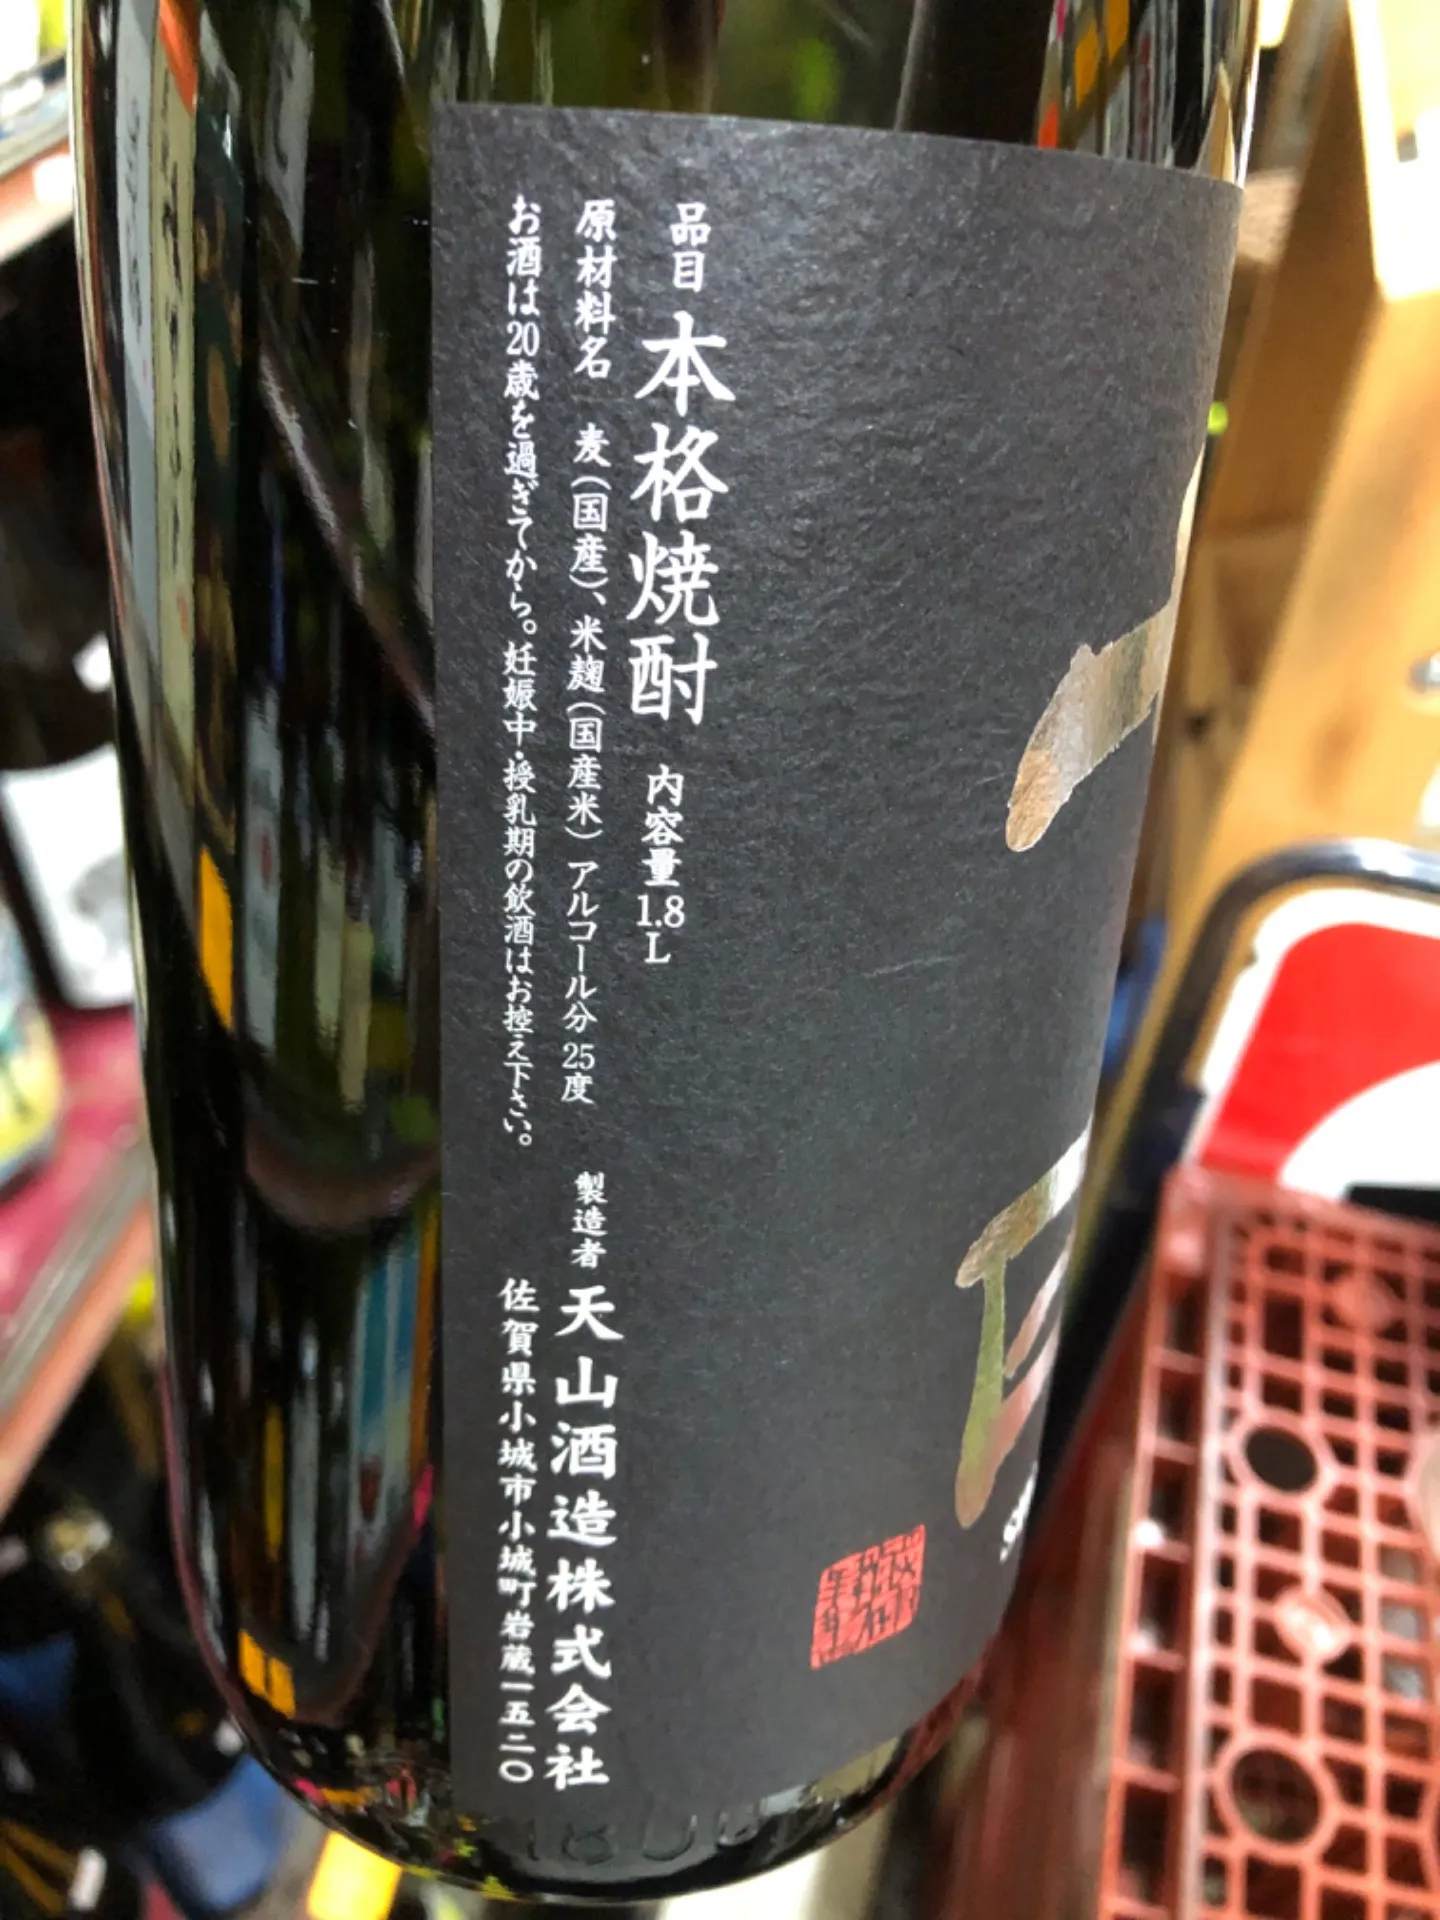 品目 本格焼酎 内容量 1.8L
原材料名 麦(国産)、米麹(国産米) アルコール分 25度
お酒は20歳を過ぎてから。妊娠中・授乳期の飲酒はお控え下さい。
製造者 天山酒造株式会社
佐賀県小城市小城町岩蔵一五二〇